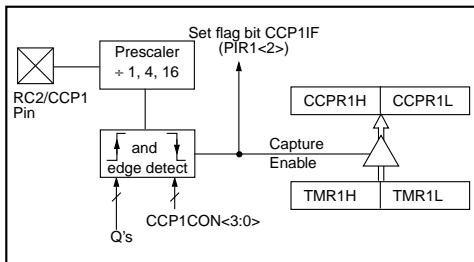 Set flag bit CCP1IF
(PIR1<2>)
Prescaler
÷ 1, 4, 16
RC2/CCP1
Pin
CCPR1H CCPR1L
and
edge detect
Capture
Enable
TMR1H TMR1L
CCP1CON<3:0>
Q's